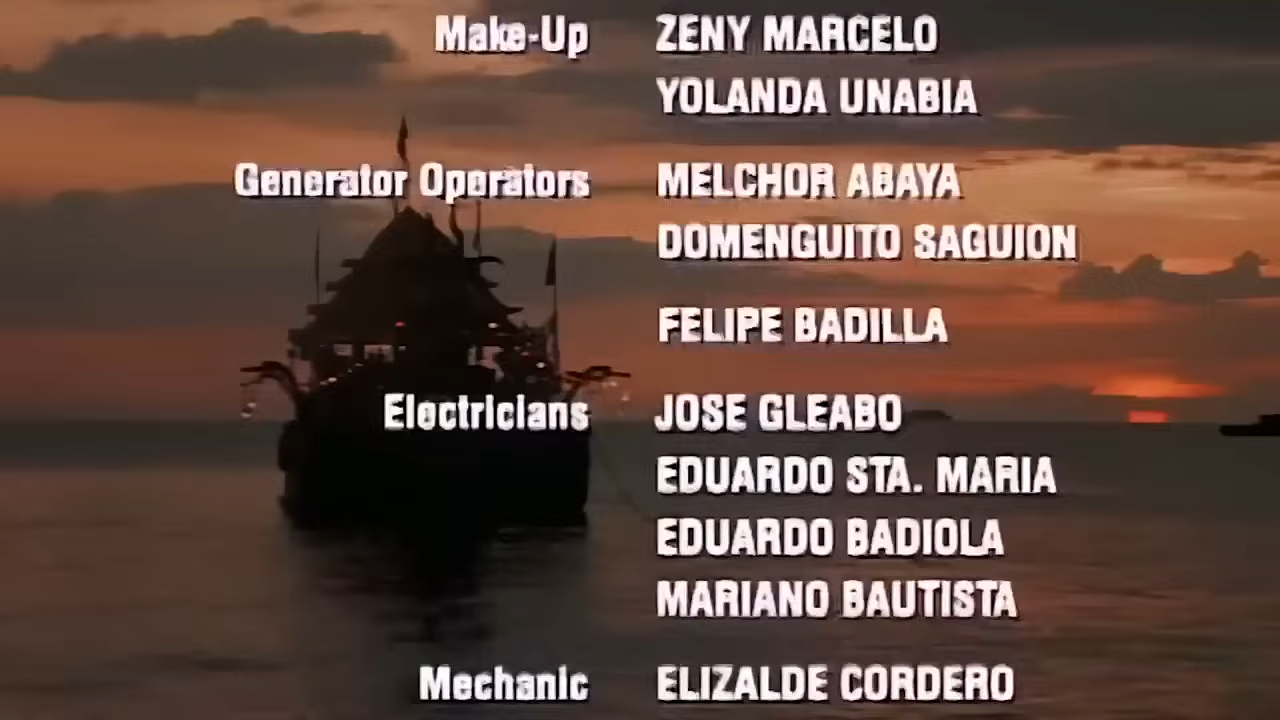 Make-Up ZENY MARCELO
YOLANDA UNABIA
Generator Operators MELCHOR ABAYA
DOMENGUITO SAGUION
FELIPE BADILLA
Electricians JOSE GLEABO
EDUARDO STA. MARIA
EDUARDO BADIOLA
MARIANO BAUTISTA
Mechanic ELIZALDE CORDERO